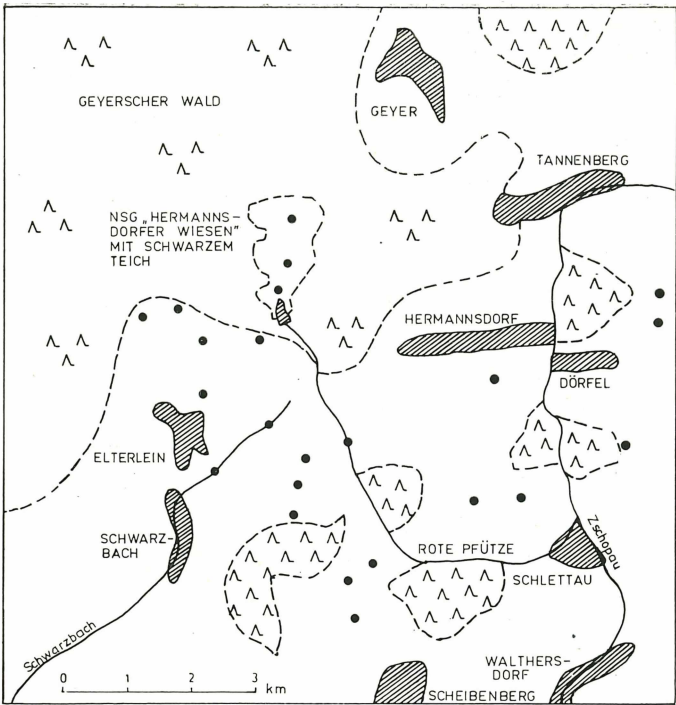 GEYERSCHER WALD
GEYER
TANNENBERG
NSG „HERMANNS-
DORFER WIESEN"
MIT SCHWARZEM
TEICH
HERMANNSDORF
DÖRFEL
ELTERLEIN
SCHWARZ-
BACH
ROTE PFÜTZE
Zschopau
SCHLETTAU
Schwarzbach
WALTHERS-
DORF
SCHEIBENBERG
0 1 2 3
km